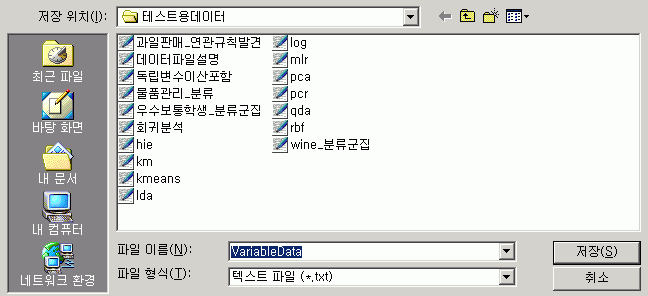 저장 위치(I):
테스트용데이터
최근 파일
바탕 화면
내 문서
내 컴퓨터
네트워크 환경
과일판매_연관규칙발견
데이터파일설명
독립변수이산포함
물품관리_분류
우수보통학생_분류군집
회귀분석
hie
km
kmeans
lda
log
mlr
pca
pcr
qda
rbf
wine_분류군집
파일 이름(N):
VariableData
저장(S)
파일 형식(T):
텍스트 파일 (*.txt)
취소